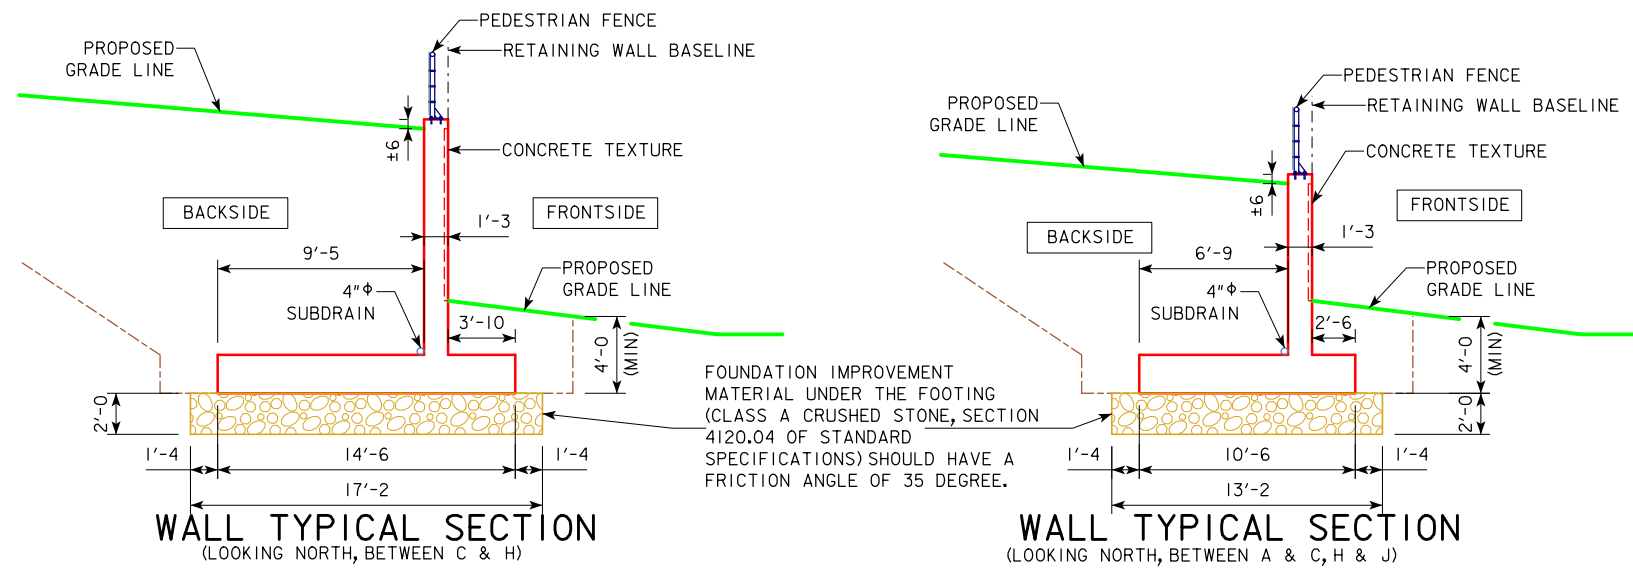 PEDESTRIAN FENCE
RETAINING WALL BASELINE
PROPOSED
GRADE LINE
±6
CONCRETE TEXTURE
BACKSIDE
FRONTSIDE
1'-3
9'-5
PROPOSED
GRADE LINE
4"ϕ
SUBDRAIN
3'-10
4'-0
(MIN)
2'-0
1'-4
14'-6
1'-4
17'-2
WALL TYPICAL SECTION
(LOOKING NORTH, BETWEEN C & H)
FOUNDATION IMPROVEMENT
MATERIAL UNDER THE FOOTING
(CLASS A CRUSHED STONE, SECTION
4120.04 OF STANDARD
SPECIFICATIONS) SHOULD HAVE A
FRICTION ANGLE OF 35 DEGREE.
PEDESTRIAN FENCE
RETAINING WALL BASELINE
PROPOSED
GRADE LINE
±6
CONCRETE TEXTURE
FRONTSIDE
BACKSIDE
1'-3
6'-9
PROPOSED
GRADE LINE
4"ϕ
SUBDRAIN
2'-6
4'-0
(MIN)
2'-0
1'-4
10'-6
1'-4
13'-2
WALL TYPICAL SECTION
(LOOKING NORTH, BETWEEN A & C, H & J)